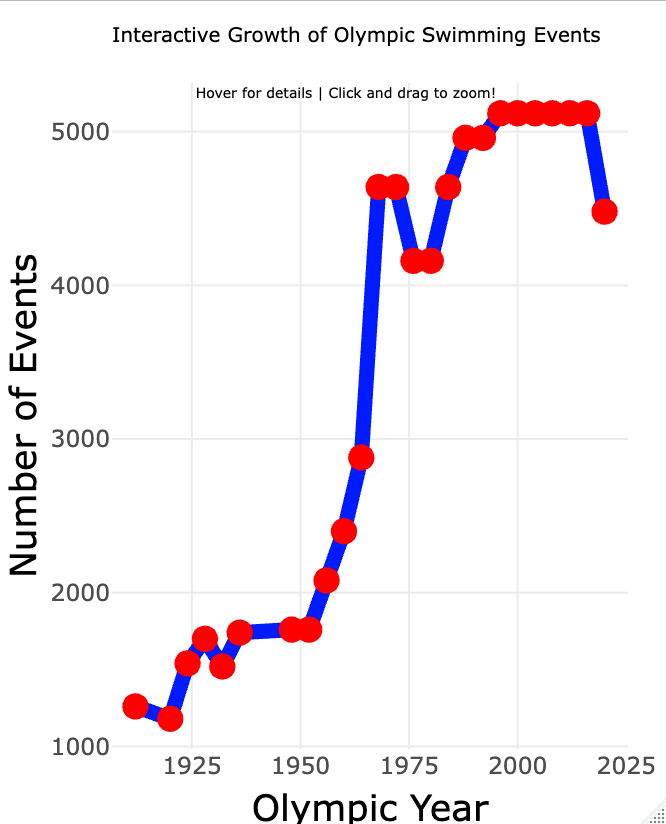 Interactive Growth of Olympic Swimming Events
Hover for details | Click and drag to zoom!
Number of Events
5000
4000
3000
2000
1000
1925 1950 1975 2000 2025
Olympic Year